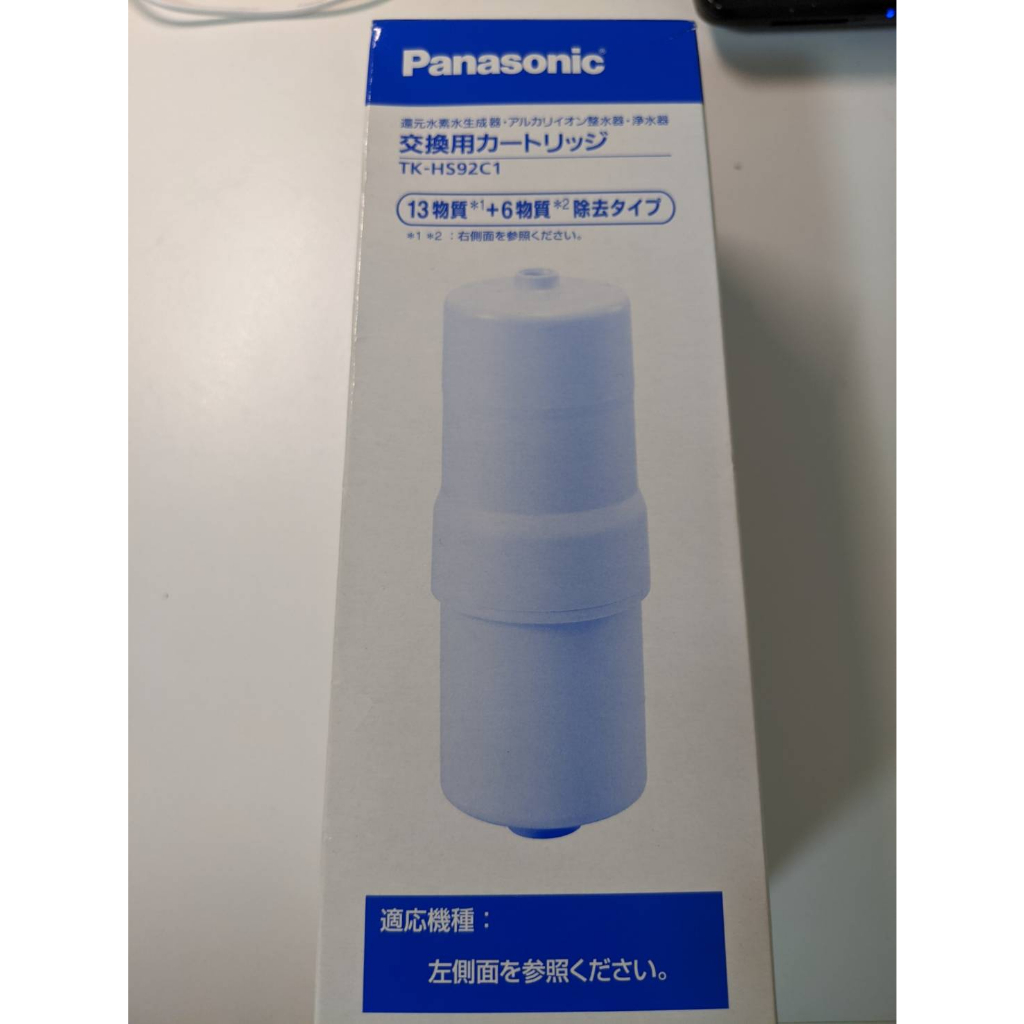 Panasonic
還元水素水生成器・アルカリイオン整水器・浄水器
交換用カートリッジ
TK-HS92C1
13物質*1+6物質*2除去タイプ
*1 *2：右側面を参照ください。
適応機種：
左側面を参照ください。